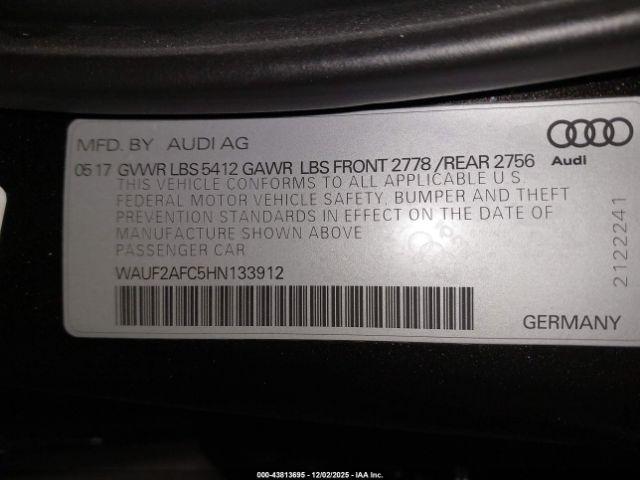 MFD. BY AUDI AG
05 17 GVWR LBS 5412 GAWR LBS FRONT 2778 /REAR 2756
THIS VEHICLE CONFORMS TO ALL APPLICABLE U S
FEDERAL MOTOR VEHICLE SAFETY, BUMPER AND THEFT
PREVENTION STANDARDS IN EFFECT ON THE DATE OF
MANUFACTURE SHOWN ABOVE
PASSENGER CAR
WAUF2AFC5HN133912
Audi
2122241
GERMANY
000-43813695 - 12/02/2025 - IAA Inc.